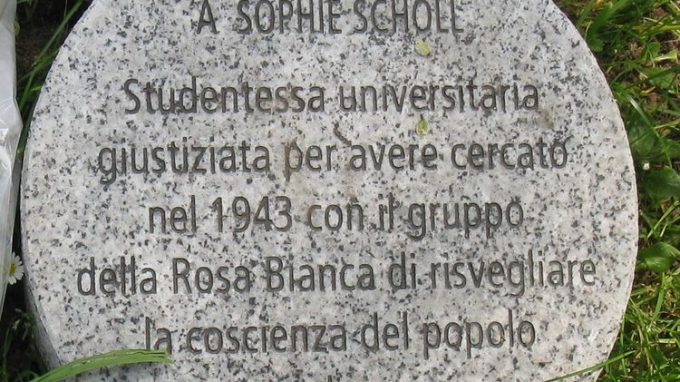 A SOPHIE SCHOLL
Studentessa universitaria
giustiziata per avere cercato
nel 1943 con il gruppo
della Rosa Bianca di risvegliare
la coscienza del popolo